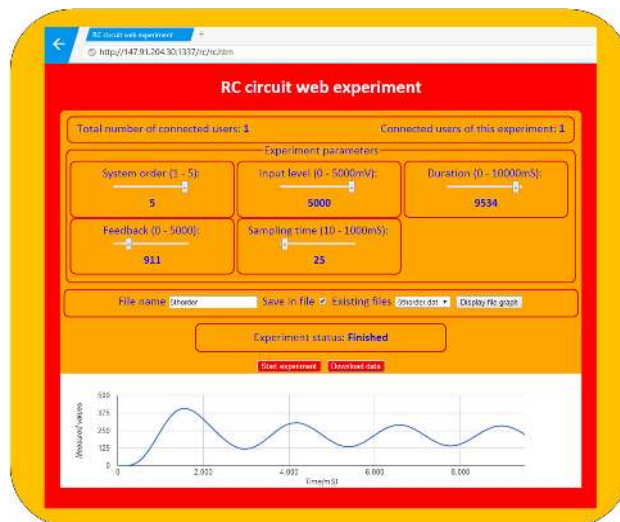 RC circuit web experiment
http://147.91.204.30:1337/rc/rc.htm
RC circuit web experiment
Total number of connected users: 1 Connected users of this experiment: 1
Experiment parameters
System order (1 - 5): Input level (0 - 5000mV): Duration (0 - 10000mS):
5 5000 9534
Feedback (0 - 5000): Sampling time (10 - 1000mS):
911 25
File name 5thorder Save in file Existing files 5thorder.dat Display file graph
Experiment status: Finished
Start experiment Download data
500
375
250
125
0
Measured values
0 2,000 4,000 6,000 8,000
Time(mS)